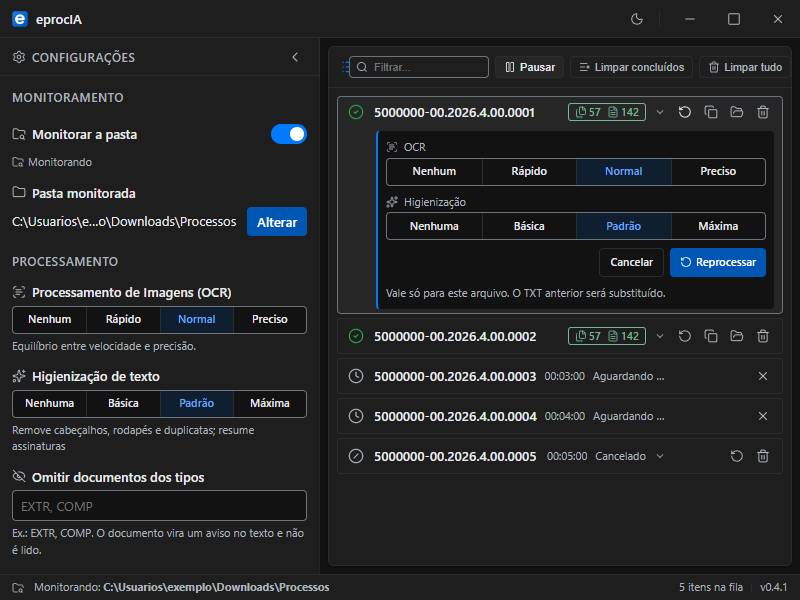 eprocIA
CONFIGURAÇÕES
MONITORAMENTO
Monitorar a pasta
Monitorando
Pasta monitorada
C:\Usuarios\e...o\Downloads\Processos
Alterar
PROCESSAMENTO
Processamento de Imagens (OCR)
Nenhum Rápido Normal Preciso
Equilíbrio entre velocidade e precisão.
Higienização de texto
Nenhuma Básica Padrão Máxima
Remove cabeçalhos, rodapés e duplicatas; resume
assinaturas
Omitir documentos dos tipos
EXTR, COMP
Ex.: EXTR, COMP. O documento vira um aviso no texto e não
é lido.
Filtrar... Pausar Limpar concluídos Limpar tudo
5000000-00.2026.4.00.0001 57 142
OCR
Nenhum Rápido Normal Preciso
Higienização
Nenhuma Básica Padrão Máxima
Cancelar Reprocessar
Vale só para este arquivo. O TXT anterior será substituído.
5000000-00.2026.4.00.0002 57 142
5000000-00.2026.4.00.0003 00:03:00 Aguardando ...
5000000-00.2026.4.00.0004 00:04:00 Aguardando ...
5000000-00.2026.4.00.0005 00:05:00 Cancelado
Monitorando: C:\Usuarios\exemplo\Downloads\Processos 5 itens na fila v0.4.1